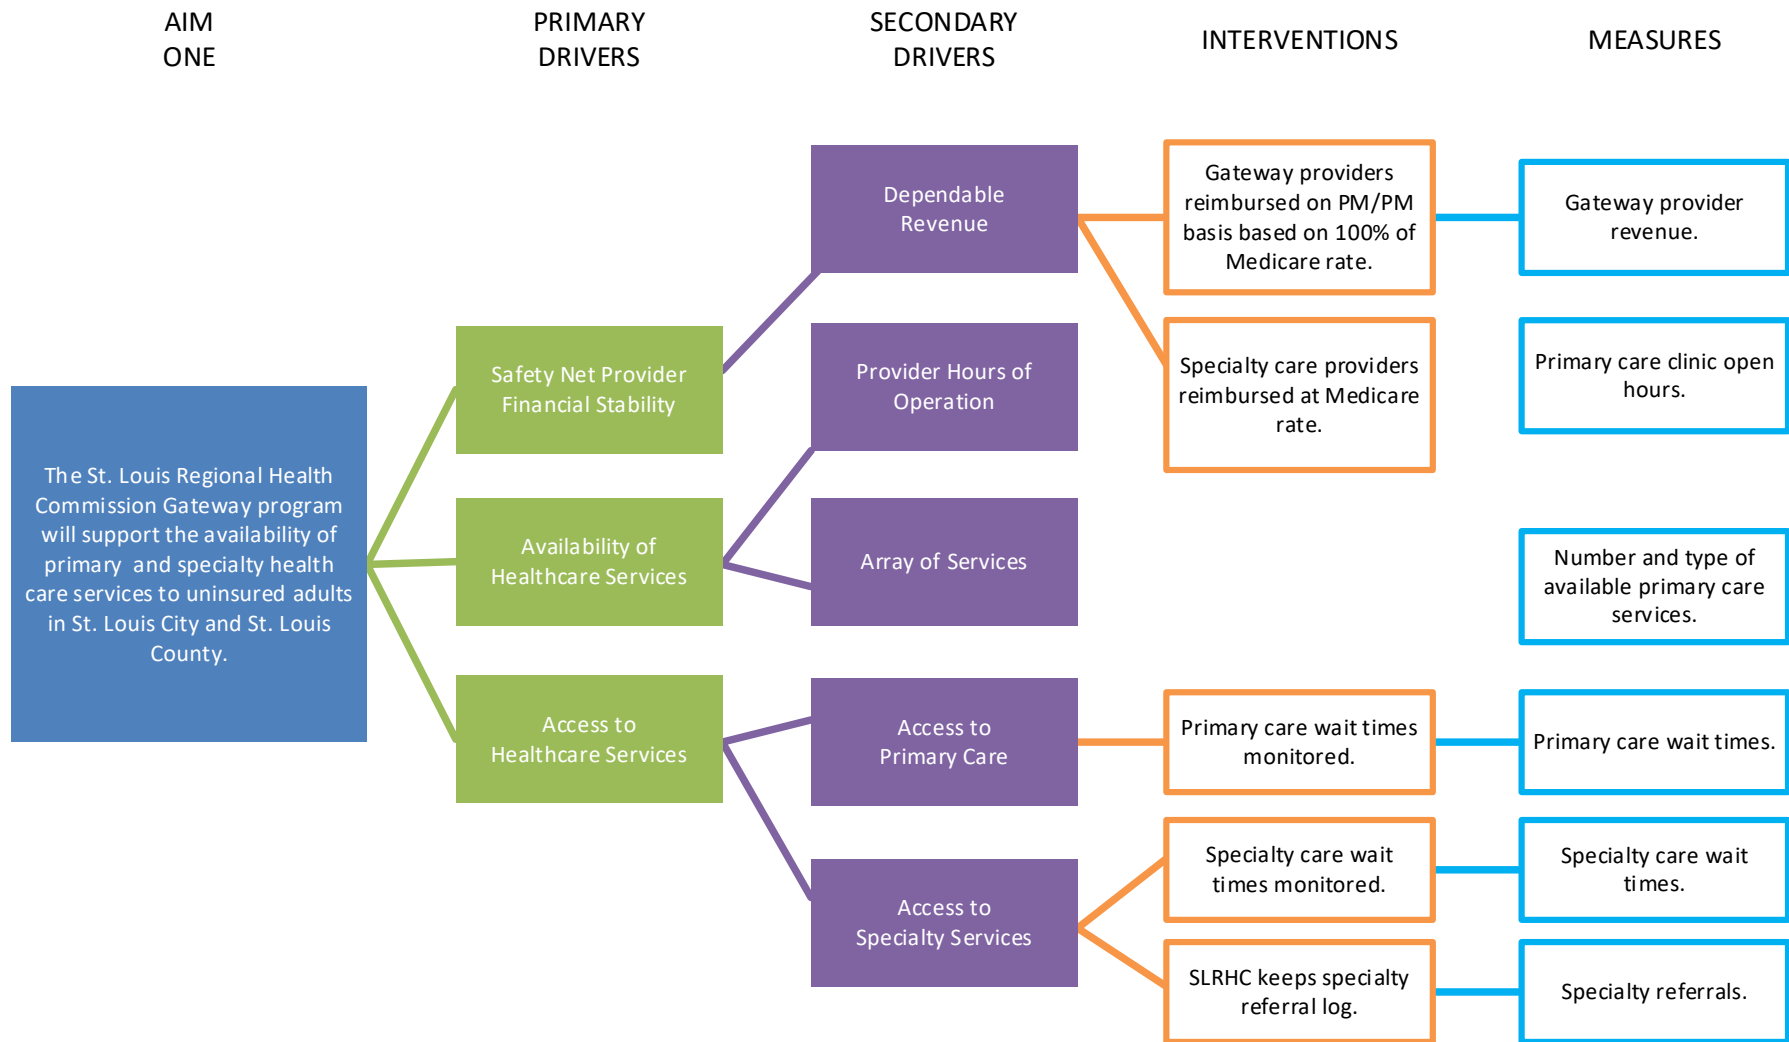 AIM
ONE
PRIMARY
DRIVERS
SECONDARY
DRIVERS
INTERVENTIONS
MEASURES
The St. Louis Regional Health
Commission Gateway program
will support the availability of
primary and specialty health
care services to uninsured adults
in St. Louis City and St. Louis
County.
Safety Net Provider
Financial Stability
Availability of
Healthcare Services
Access to
Healthcare Services
Dependable
Revenue
Provider Hours of
Operation
Array of Services
Access to
Primary Care
Access to
Specialty Services
Gateway providers
reimbursed on PM/PM
basis based on 100% of
Medicare rate.
Specialty care providers
reimbursed at Medicare
rate.
Primary care wait times
monitored.
Specialty care wait
times monitored.
SLRHC keeps specialty
referral log.
Gateway provider
revenue.
Primary care clinic open
hours.
Number and type of
available primary care
services.
Primary care wait times.
Specialty care wait
times.
Specialty referrals.